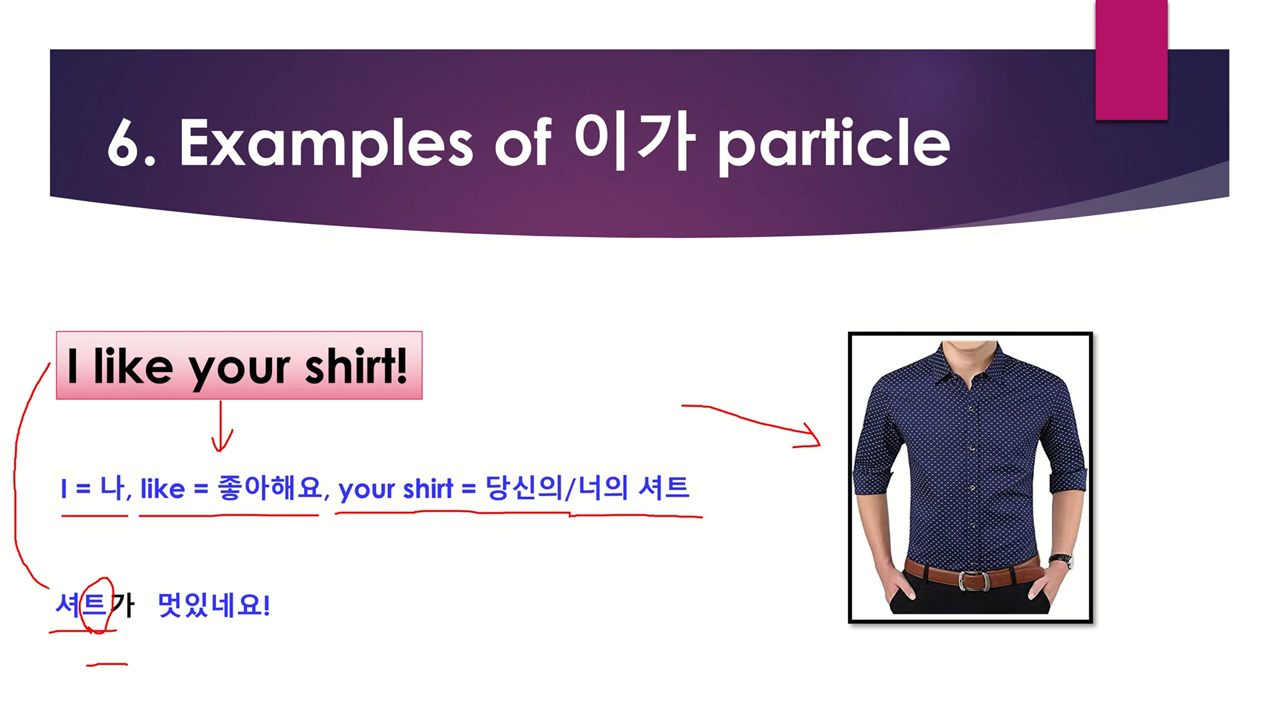 6. Examples of 이가 particle
I like your shirt!
I = 나, like = 좋아해요, your shirt = 당신의/너의 셔트
셔트가 멋있네요!